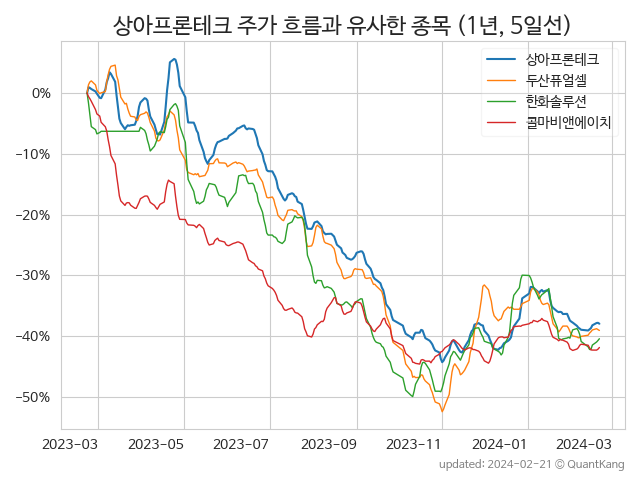 상아프론테크 주가 흐름과 유사한 종목 (1년, 5일선)
상아프론테크
두산퓨얼셀
한화솔루션
콜마비앤에이치
0%
−10%
−20%
−30%
−40%
−50%
2023-03 2023-05 2023-07 2023-09 2023-11 2024-01 2024-03
updated: 2024-02-21 © QuantKang